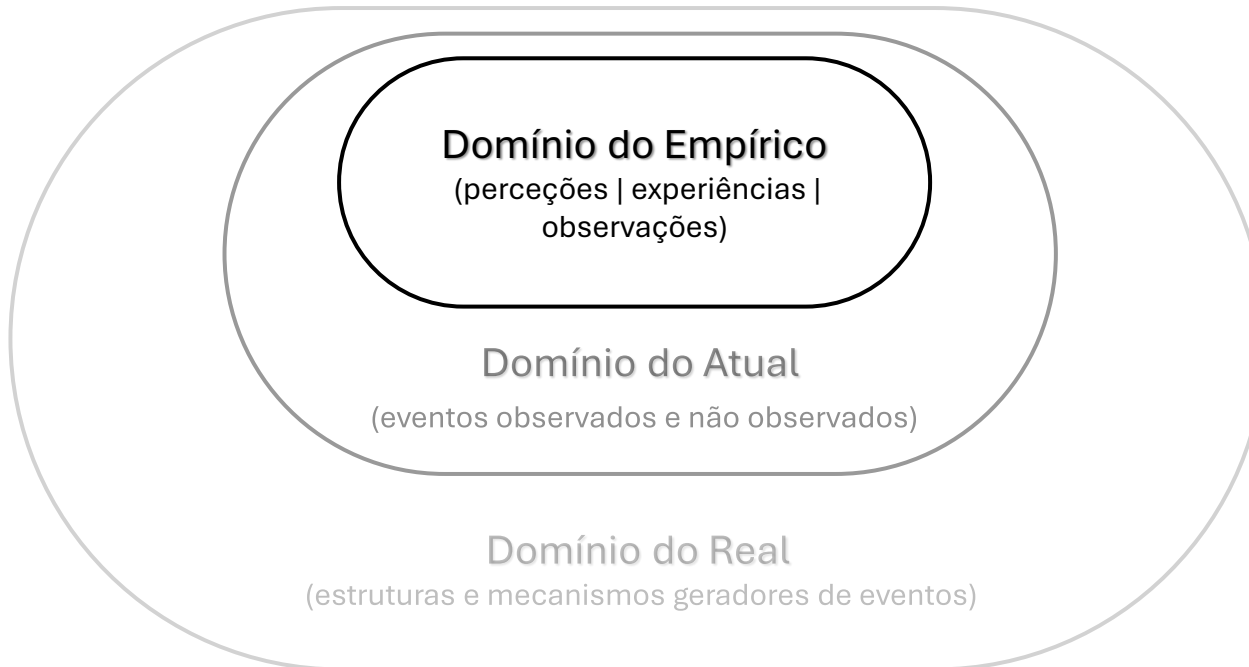 Domínio do Empírico
(perceções | experiências |
observações)
Domínio do Atual
(eventos observados e não observados)
Domínio do Real
(estruturas e mecanismos geradores de eventos)